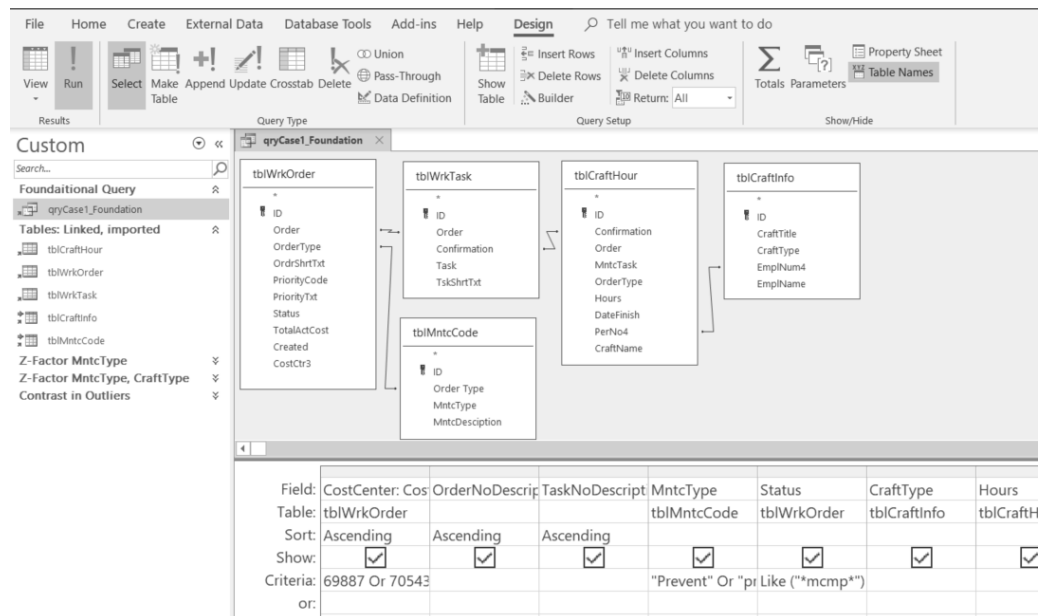 File Home Create External Data Database Tools Add-ins Help Design Tell me what you want to do
View
Run
Select
Make Table
Append
Update
Crosstab
Delete
Union
Pass-Through
Data Definition
Show Table
Insert Rows
Delete Rows
Builder
Insert Columns
Delete Columns
Return: All
Totals
Parameters
Property Sheet
Table Names
Results Query Type Query Setup Show/Hide
Custom
Search...
Foundaitional Query
qryCase1_Foundation
Tables: Linked, imported
tblCraftHour
tblWrkOrder
tblWrkTask
tblCraftInfo
tblMntcCode
Z-Factor MntcType
Z-Factor MntcType, CraftType
Contrast in Outliers
qryCase1_Foundation
tblWrkOrder
*
ID
Order
OrderType
OrdrShrtTxt
PriorityCode
PriorityTxt
Status
TotalActCost
Created
CostCtr3
tblWrkTask
*
ID
Order
Confirmation
Task
TskShrtTxt
tblMntcCode
*
ID
Order Type
MntcType
MntcDesciption
tblCraftHour
*
ID
Confirmation
Order
MntcTask
OrderType
Hours
DateFinish
PerNo4
CraftName
tblCraftInfo
*
ID
CraftTitle
CraftType
EmplNum4
EmplName
Field: CostCenter: Cos OrderNoDescrip TaskNoDescript MntcType Status CraftType Hours
Table: tblWrkOrder tblMntcCode tblWrkOrder tblCraftInfo tblCraftH
Sort: Ascending Ascending Ascending
Show:
Criteria: 69887 Or 70543 "Prevent" Or "pr Like ("*mcmp*")
or: